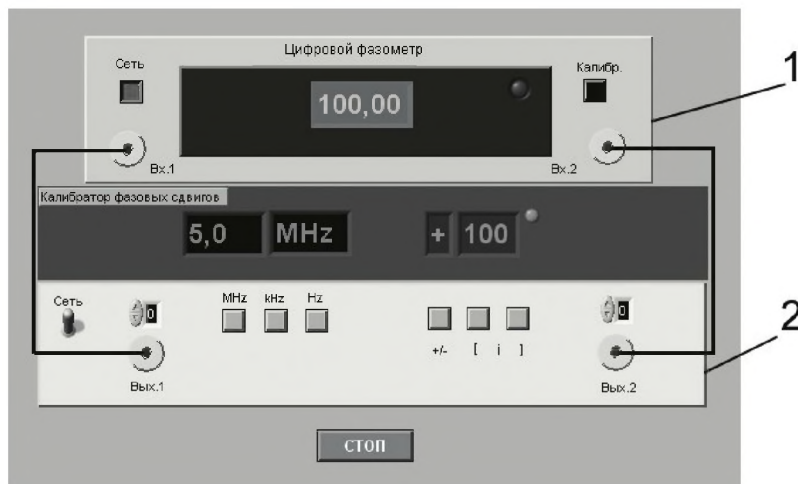 Цифровой фазометр
Сеть
Калибр.
1
100,00
Вх.1
Вх.2
Калибратор фазовых сдвигов
5,0 MHz + 100
Сеть
0
MHz kHz Hz
0
+/- [ i ]
2
Вых.1
Вых.2
СТОП